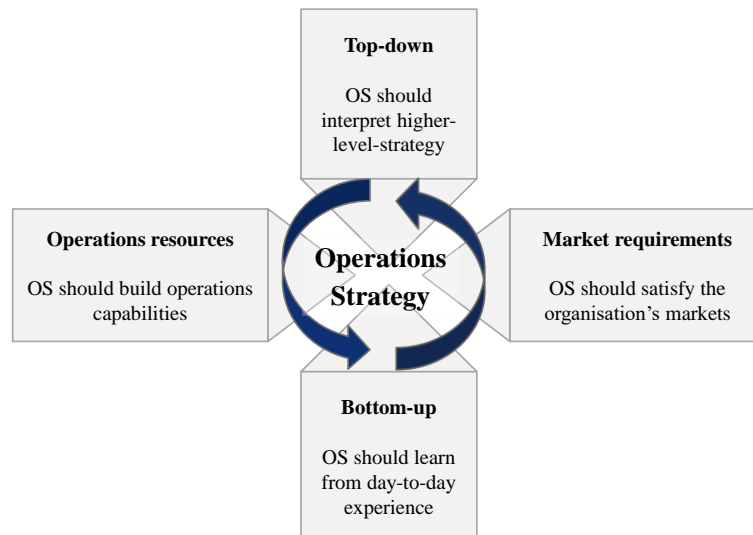 Top-down
OS should
interpret higher-
level-strategy
Operations resources
OS should build operations
capabilities
Operations
Strategy
Market requirements
OS should satisfy the
organisation’s markets
Bottom-up
OS should learn
from day-to-day
experience